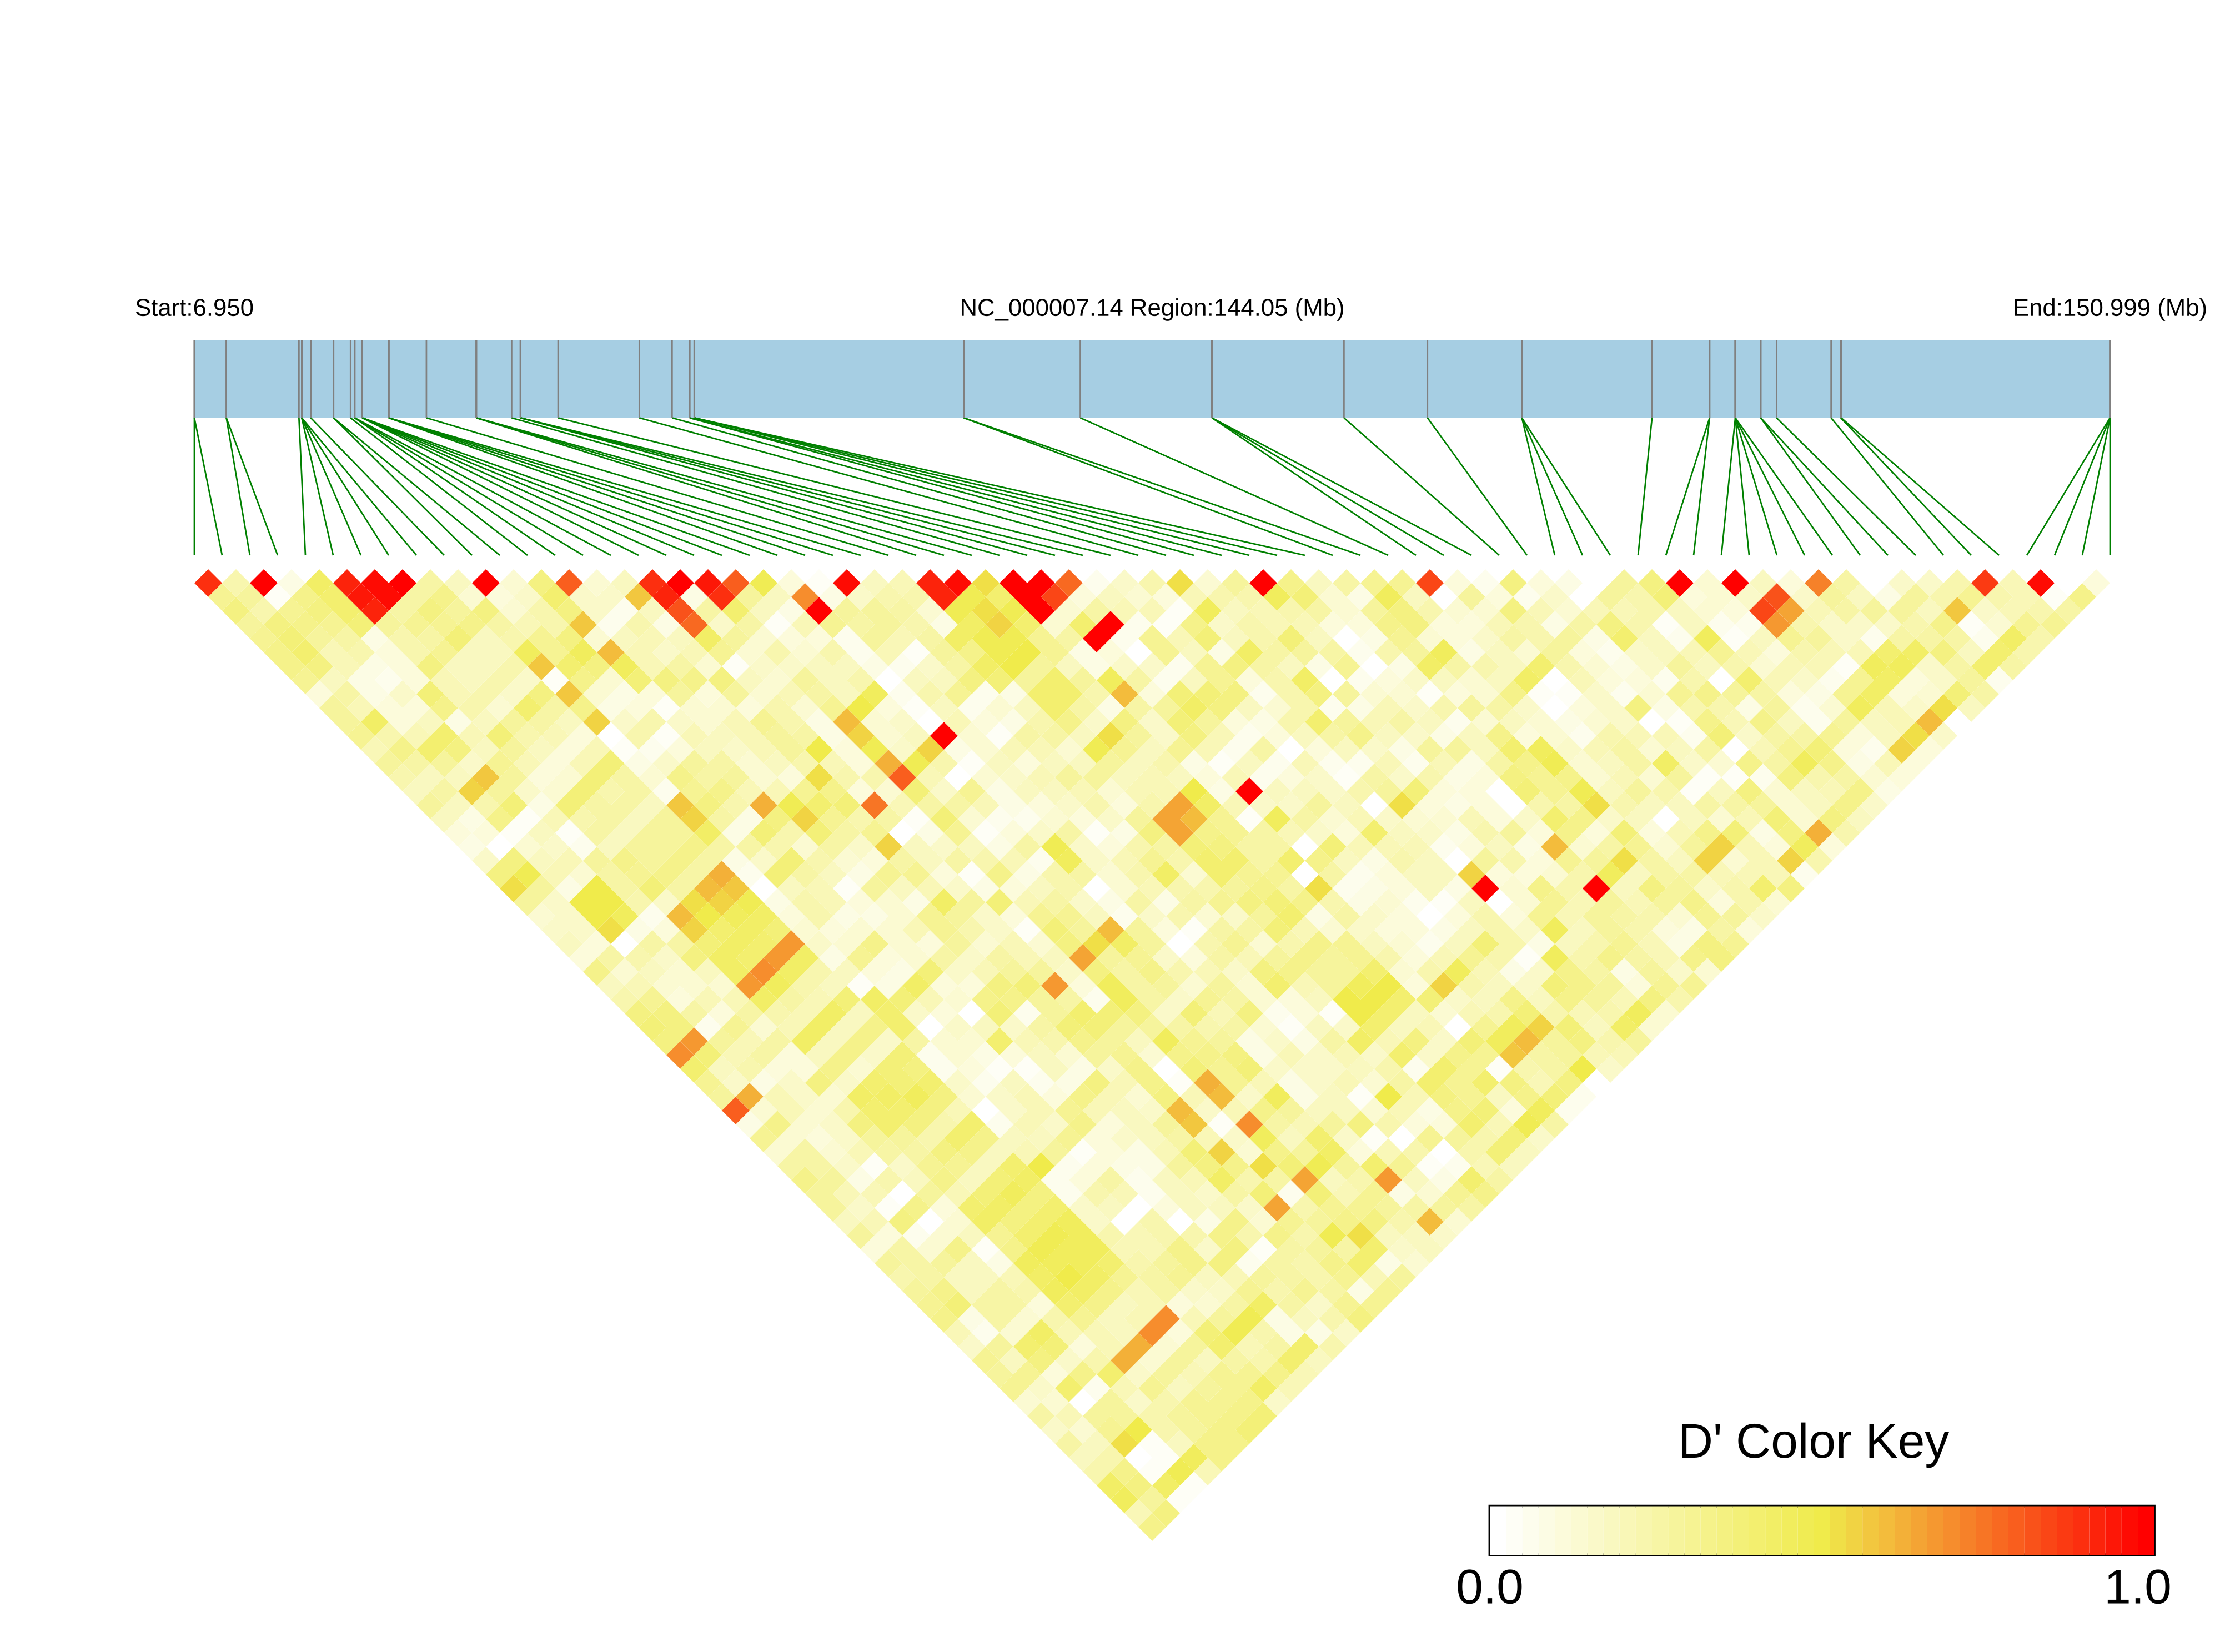 Start:6.950 NC_000007.14 Region:144.05 (Mb) End:150.999 (Mb)
D' Color Key
0.0 1.0